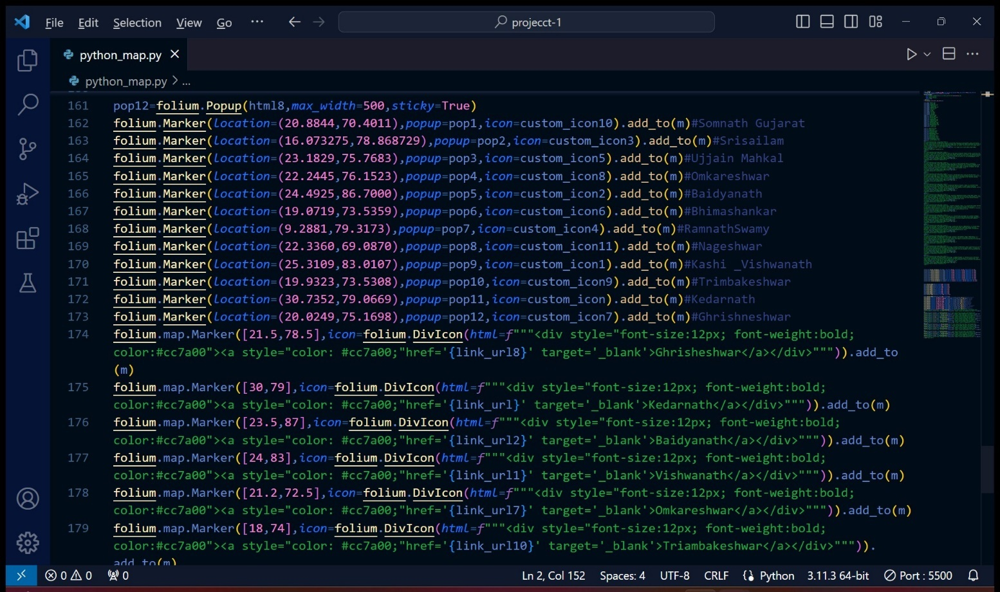 File Edit Selection View Go ··· projecct-1
python_map.py
python_map.py > ...
161 pop12=folium.Popup(html8,max_width=500,sticky=True)
162 folium.Marker(location=(20.8844,70.4011),popup=pop1,icon=custom_icon10).add_to(m)#Somnath Gujarat
163 folium.Marker(location=(16.073275,78.868729),popup=pop2,icon=custom_icon3).add_to(m)#Srisailam
164 folium.Marker(location=(23.1829,75.7683),popup=pop3,icon=custom_icon5).add_to(m)#Ujjain Mahkal
165 folium.Marker(location=(22.2445,76.1523),popup=pop4,icon=custom_icon8).add_to(m)#Omkareshwar
166 folium.Marker(location=(24.4925,86.7000),popup=pop5,icon=custom_icon2).add_to(m)#Baidyanath
167 folium.Marker(location=(19.0719,73.5359),popup=pop6,icon=custom_icon6).add_to(m)#Bhimashankar
168 folium.Marker(location=(9.2881,79.3173),popup=pop7,icon=custom_icon4).add_to(m)#RamnathSwamy
169 folium.Marker(location=(22.3360,69.0870),popup=pop8,icon=custom_icon11).add_to(m)#Nageshwar
170 folium.Marker(location=(25.3109,83.0107),popup=pop9,icon=custom_icon1).add_to(m)#Kashi _Vishwanath
171 folium.Marker(location=(19.9323,73.5308),popup=pop10,icon=custom_icon9).add_to(m)#Trimbakeshwar
172 folium.Marker(location=(30.7352,79.0669),popup=pop11,icon=custom_icon).add_to(m)#Kedarnath
173 folium.Marker(location=(20.0249,75.1698),popup=pop12,icon=custom_icon7).add_to(m)#Ghrishneshwar
174 folium.map.Marker([21.5,78.5],icon=folium.DivIcon(html=f"""<div style="font-size:12px; font-weight:bold;
color:#cc7a00"><a style="color: #cc7a00;"href='{link_url8}' target='_blank'>Ghrisheshwar</a></div>""")).add_to
(m)
175 folium.map.Marker([30,79],icon=folium.DivIcon(html=f"""<div style="font-size:12px; font-weight:bold;
color:#cc7a00"><a style="color: #cc7a00;"href='{link_url}' target='_blank'>Kedarnath</a></div>""")).add_to(m)
176 folium.map.Marker([23.5,87],icon=folium.DivIcon(html=f"""<div style="font-size:12px; font-weight:bold;
color:#cc7a00"><a style="color: #cc7a00;"href='{link_url2}' target='_blank'>Baidyanath</a></div>""")).add_to(m)
177 folium.map.Marker([24,83],icon=folium.DivIcon(html=f"""<div style="font-size:12px; font-weight:bold;
color:#cc7a00"><a style="color: #cc7a00;"href='{link_url1}' target='_blank'>Vishwanath</a></div>""")).add_to(m)
178 folium.map.Marker([21.2,72.5],icon=folium.DivIcon(html=f"""<div style="font-size:12px; font-weight:bold;
color:#cc7a00"><a style="color: #cc7a00;"href='{link_url7}' target='_blank'>Omkareshwar</a></div>""")).add_to(m)
179 folium.map.Marker([18,74],icon=folium.DivIcon(html=f"""<div style="font-size:12px; font-weight:bold;
color:#cc7a00"><a style="color: #cc7a00;"href='{link_url10}' target='_blank'>Triambakeshwar</a></div>""")).
add_to(m)
0 0 0 Ln 2, Col 152 Spaces: 4 UTF-8 CRLF Python 3.11.3 64-bit Port : 5500